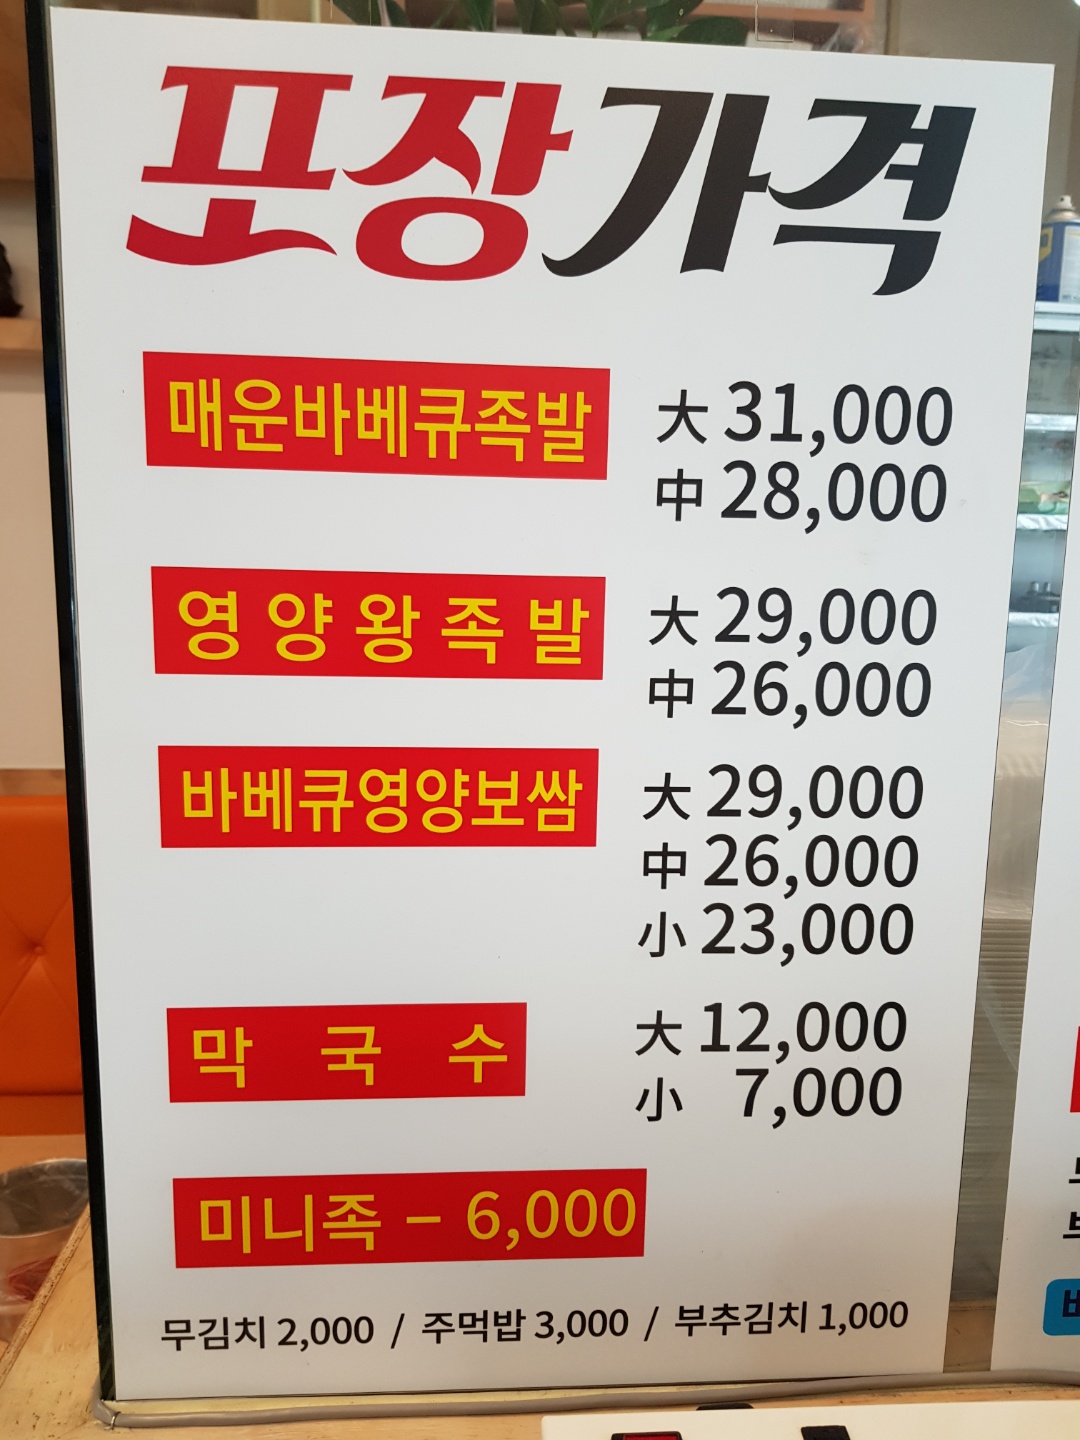 포장가격
매운바베큐족발 大 31,000
中 28,000
영양왕족발 大 29,000
中 26,000
바베큐영양보쌈 大 29,000
中 26,000
小 23,000
막국수 大 12,000
小 7,000
미니족 - 6,000
무김치 2,000 / 주먹밥 3,000 / 부추김치 1,000